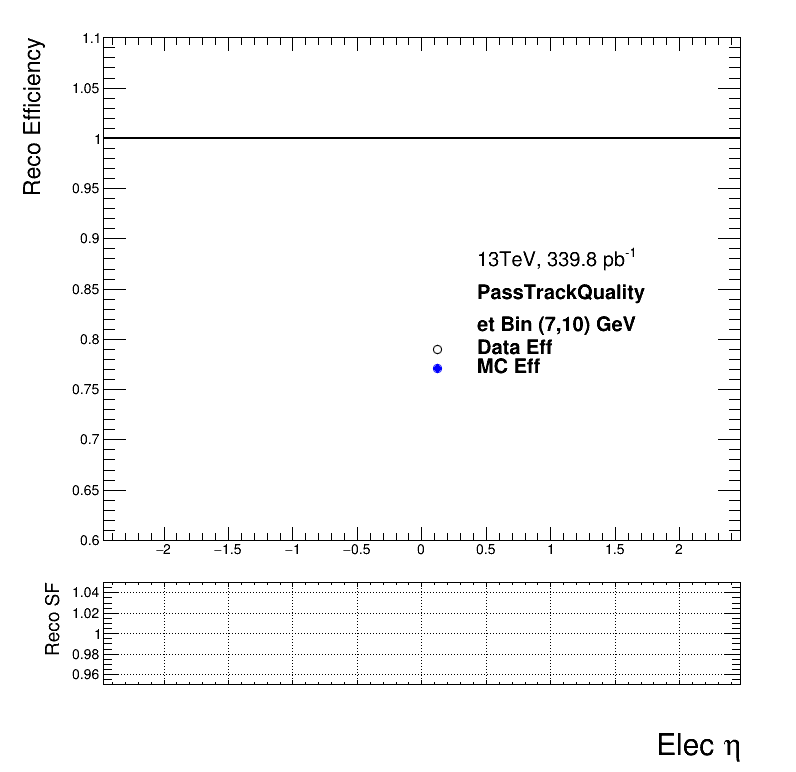 Reco Efficiency
1.1
1.05
1
0.95
0.9
0.85
0.8
0.75
0.7
0.65
0.6
13TeV, 339.8 pb⁻¹
PassTrackQuality
et Bin (7,10) GeV
Data Eff
MC Eff
−2 −1.5 −1 −0.5 0 0.5 1 1.5 2
Reco SF
1.04
1.02
1
0.98
0.96
Elec η